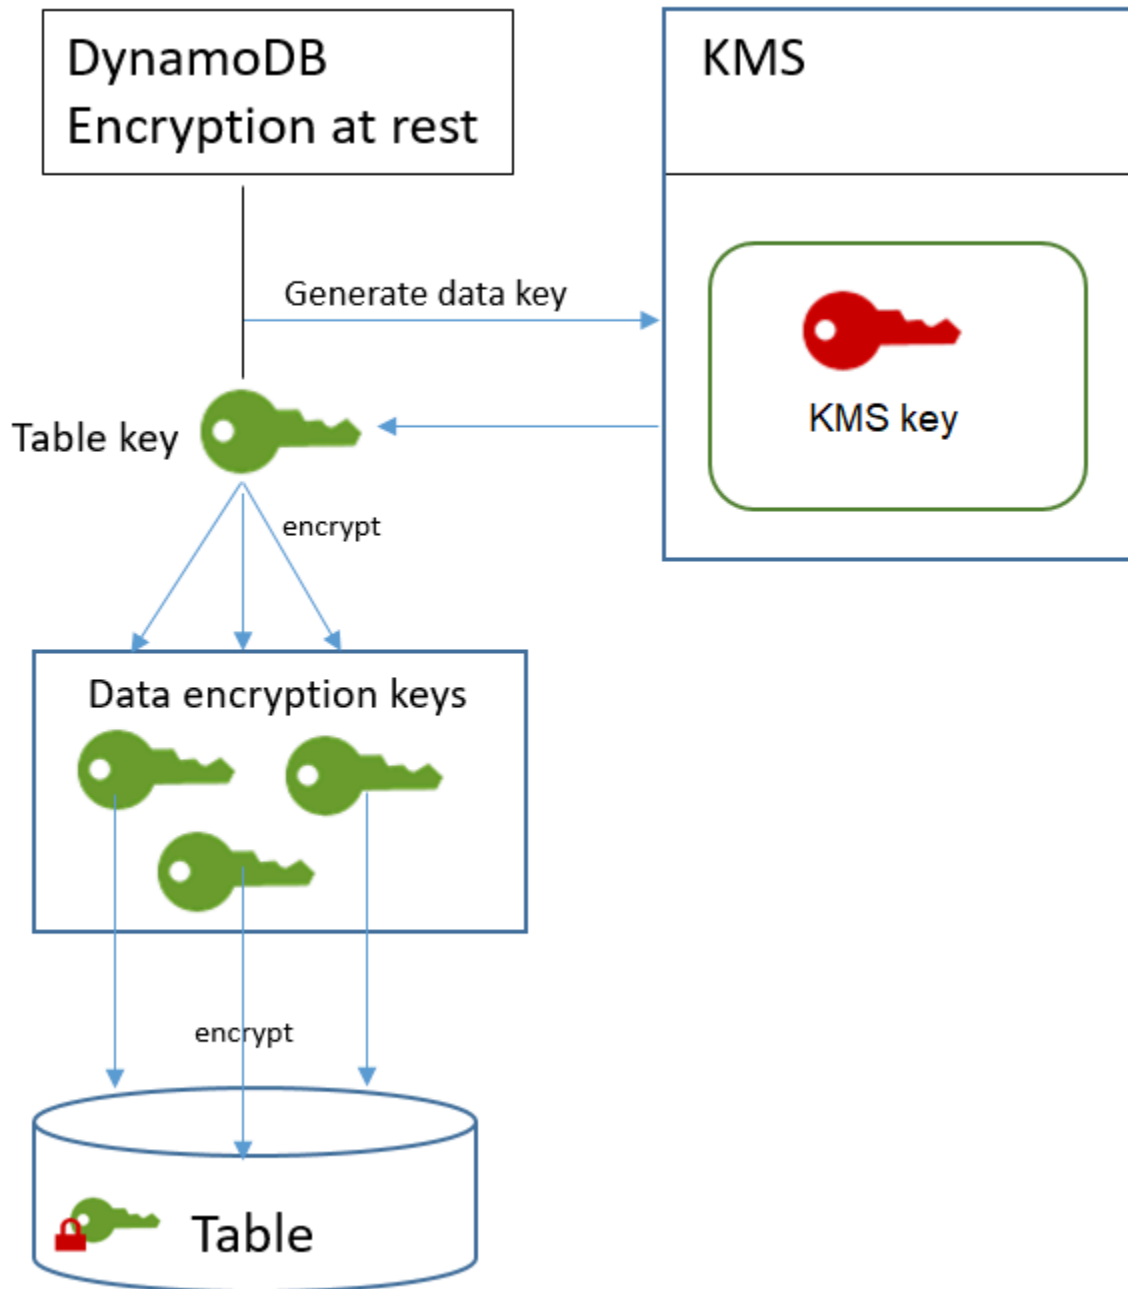 DynamoDB
Encryption at rest
KMS
Generate data key
KMS key
Table key
encrypt
Data encryption keys
encrypt
Table